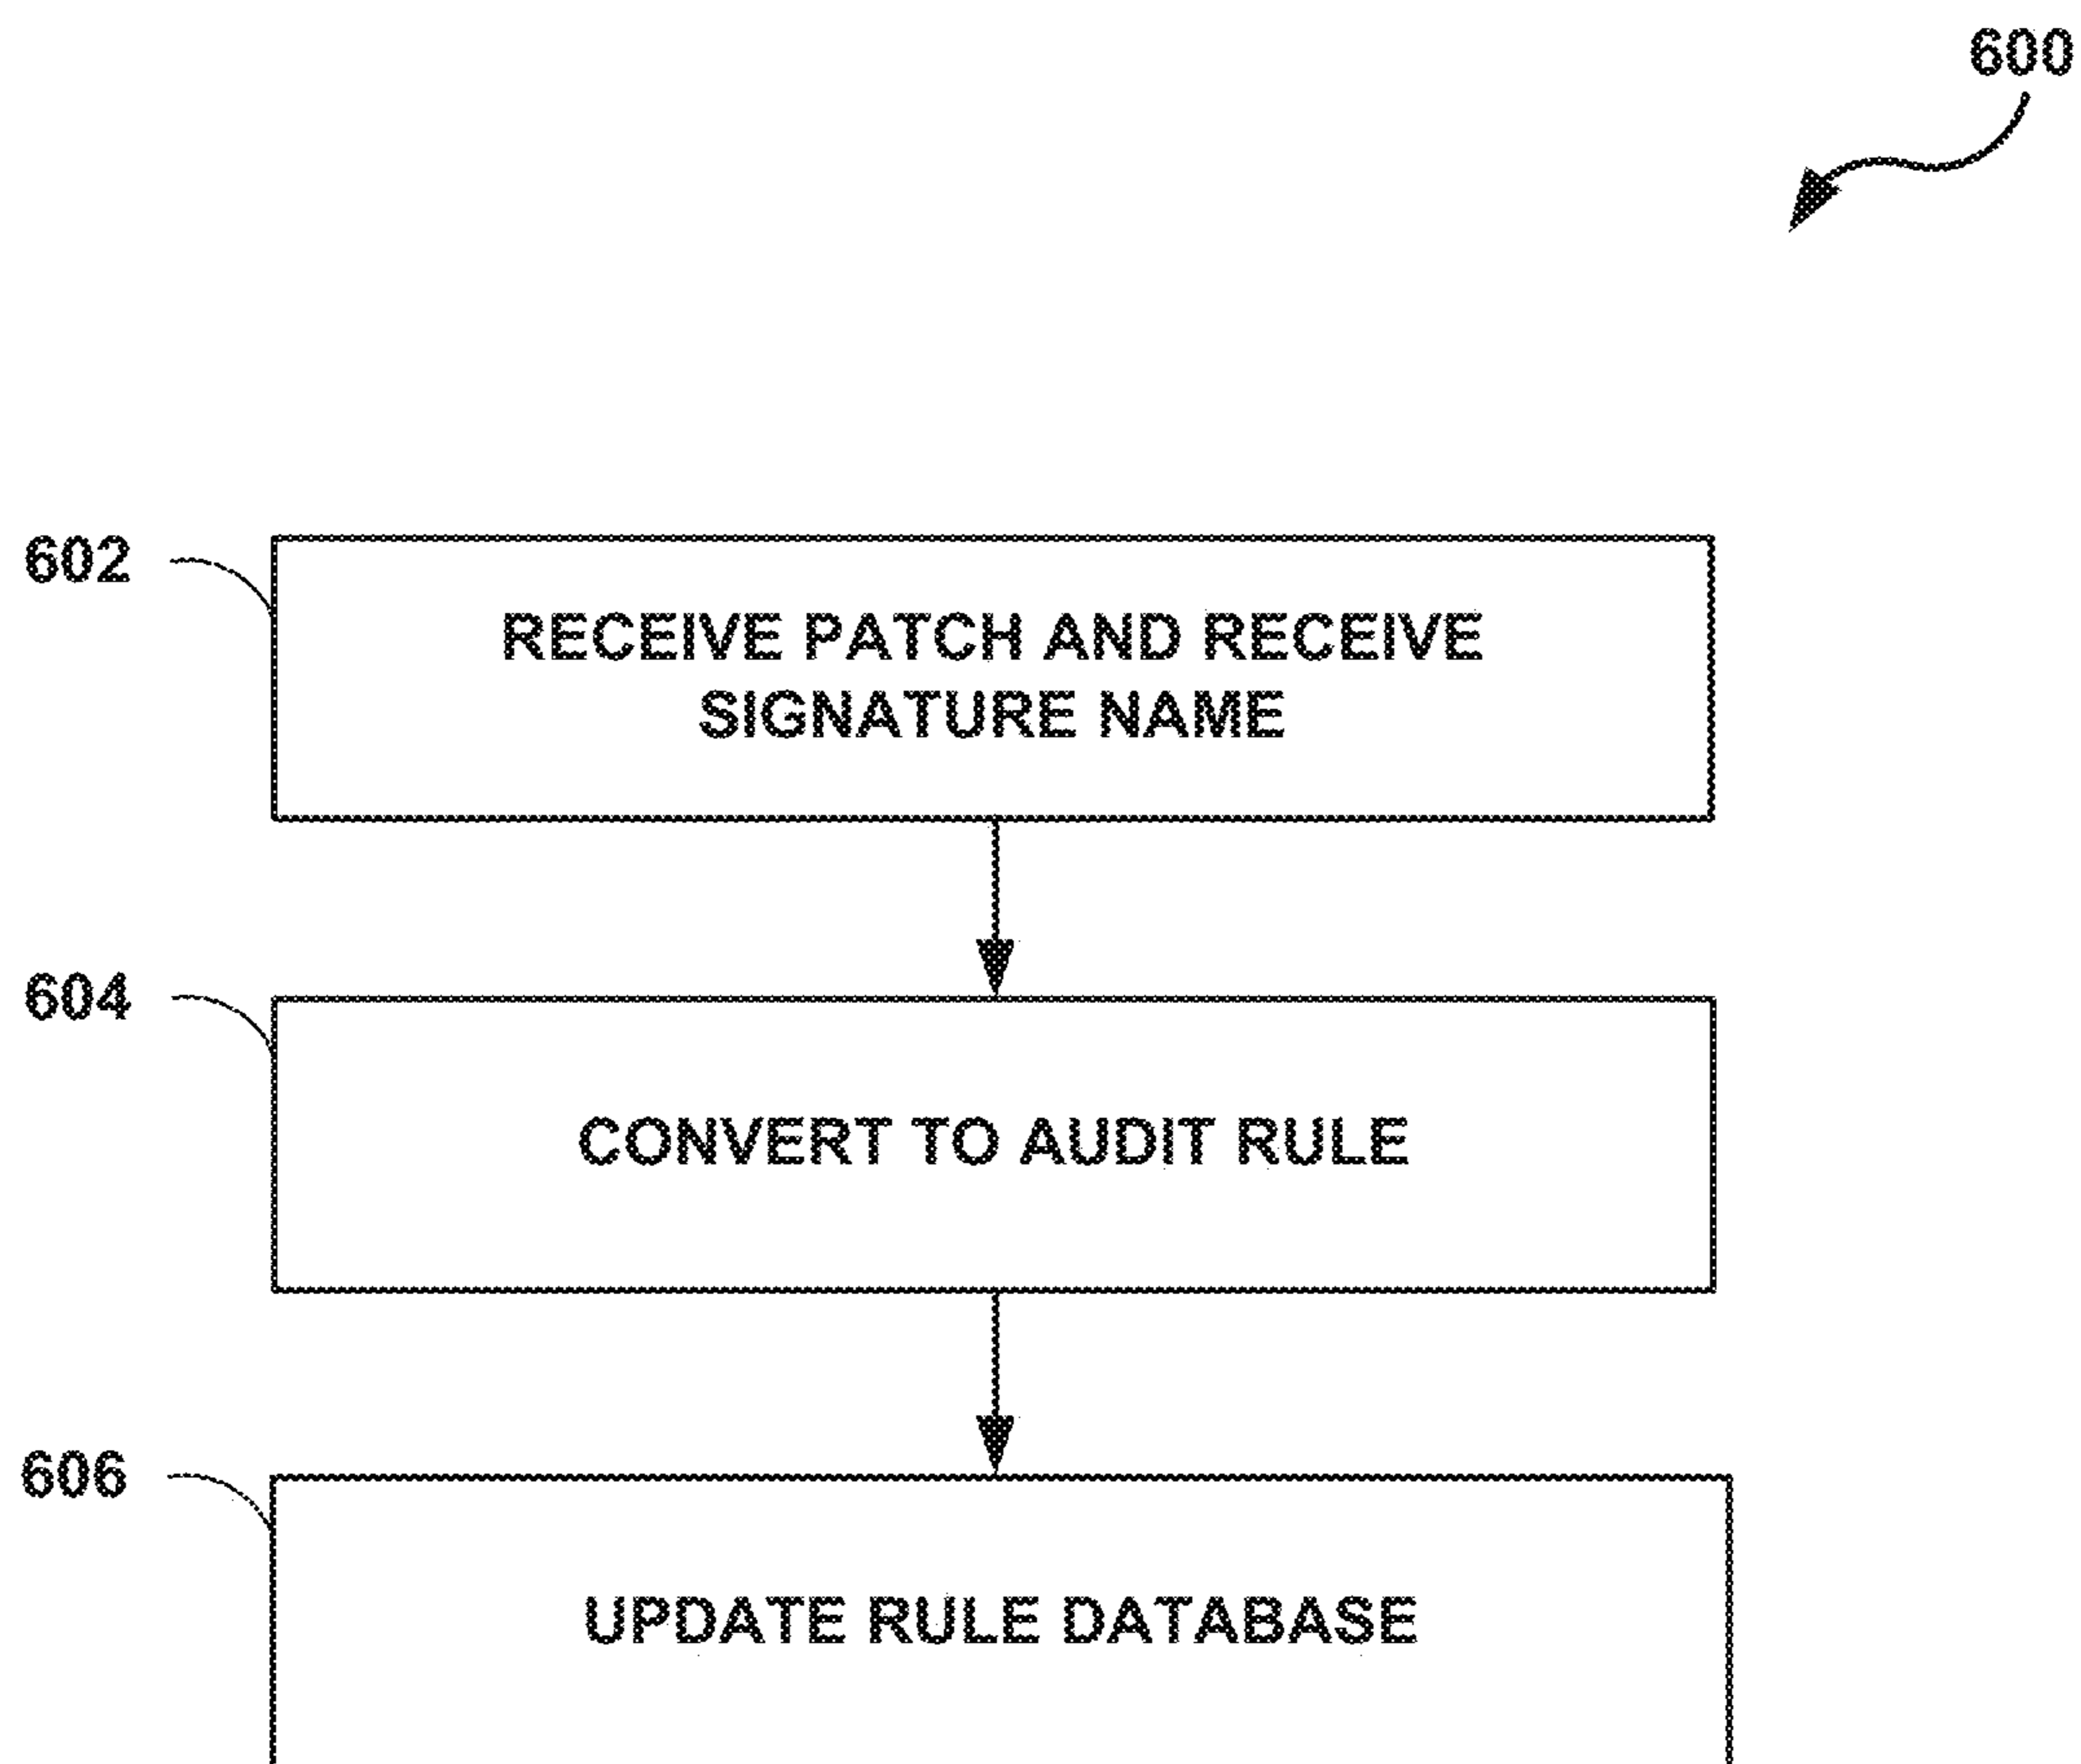 600
602
RECEIVE PATCH AND RECEIVE
SIGNATURE NAME
604
CONVERT TO AUDIT RULE
606
UPDATE RULE DATABASE